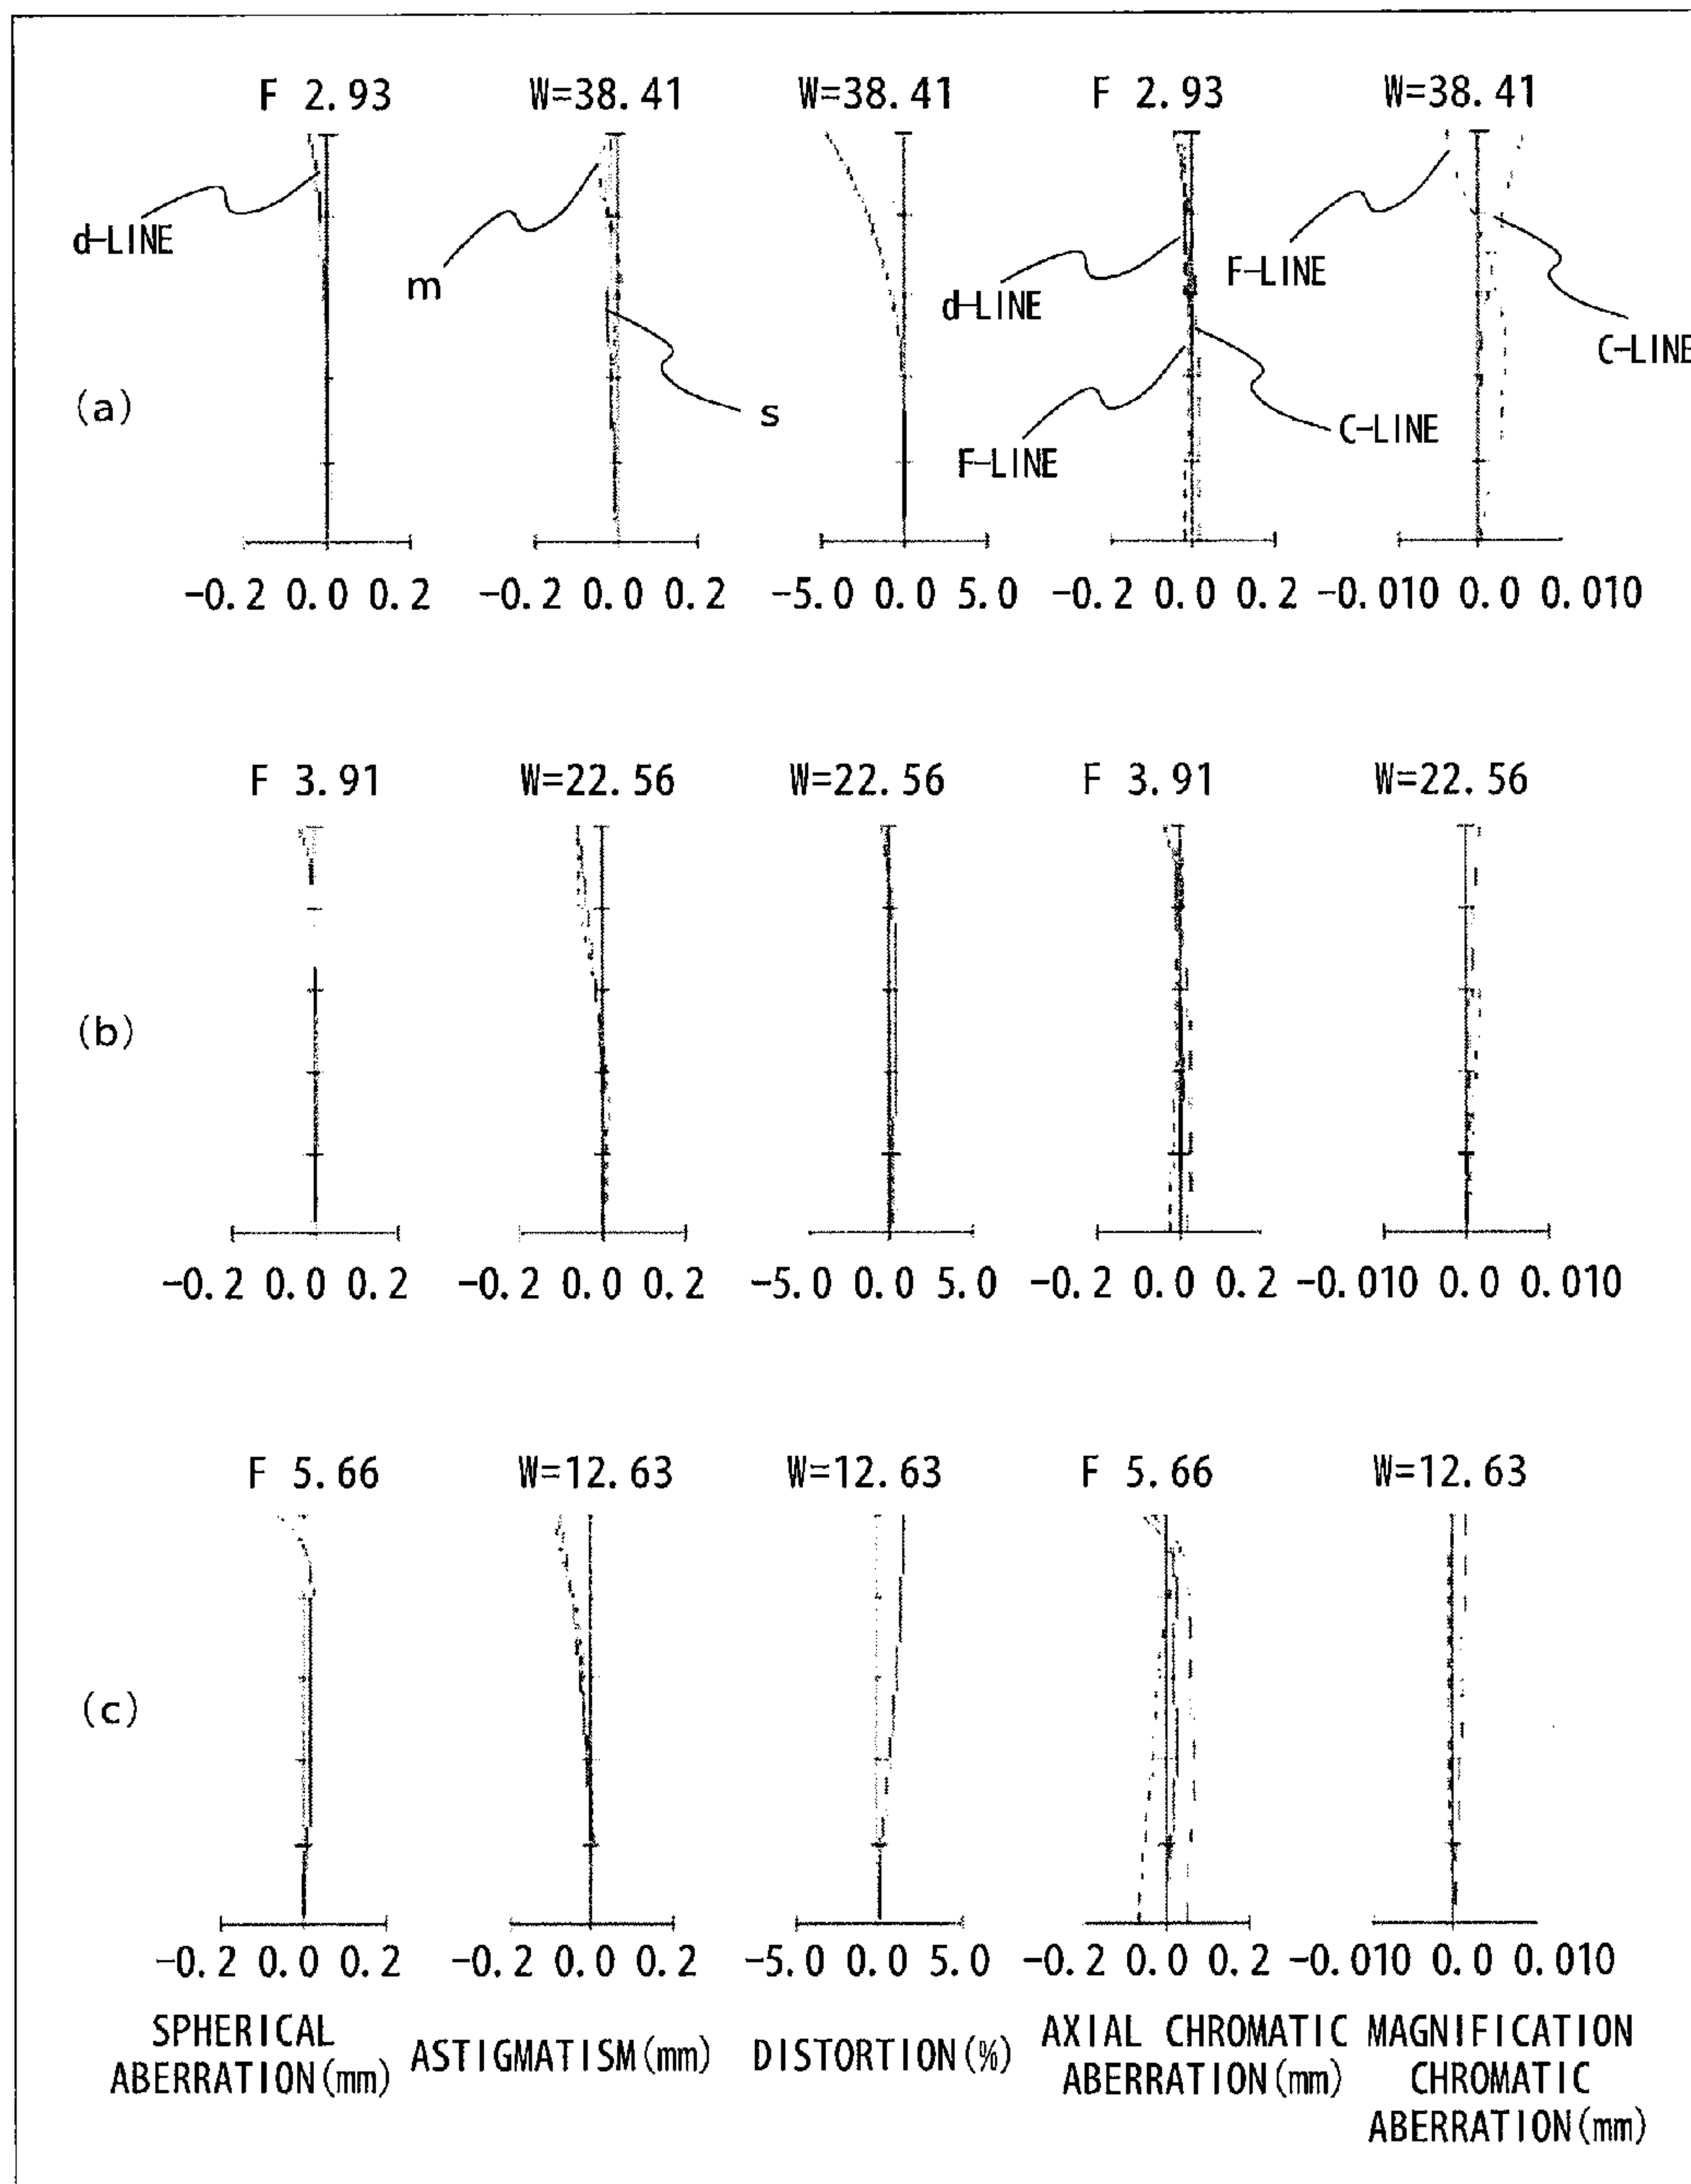 F 2.93 W=38.41 W=38.41 F 2.93 W=38.41
d-LINE
m
s
d-LINE
F-LINE
C-LINE
F-LINE
C-LINE
(a)
-0.2 0.0 0.2 -0.2 0.0 0.2 -5.0 0.0 5.0 -0.2 0.0 0.2 -0.010 0.0 0.010
F 3.91 W=22.56 W=22.56 F 3.91 W=22.56
(b)
-0.2 0.0 0.2 -0.2 0.0 0.2 -5.0 0.0 5.0 -0.2 0.0 0.2 -0.010 0.0 0.010
F 5.66 W=12.63 W=12.63 F 5.66 W=12.63
(c)
-0.2 0.0 0.2 -0.2 0.0 0.2 -5.0 0.0 5.0 -0.2 0.0 0.2 -0.010 0.0 0.010
SPHERICAL
ABERRATION(mm)
ASTIGMATISM(mm)
DISTORTION(%)
AXIAL CHROMATIC
ABERRATION(mm)
MAGNIFICATION
CHROMATIC
ABERRATION(mm)